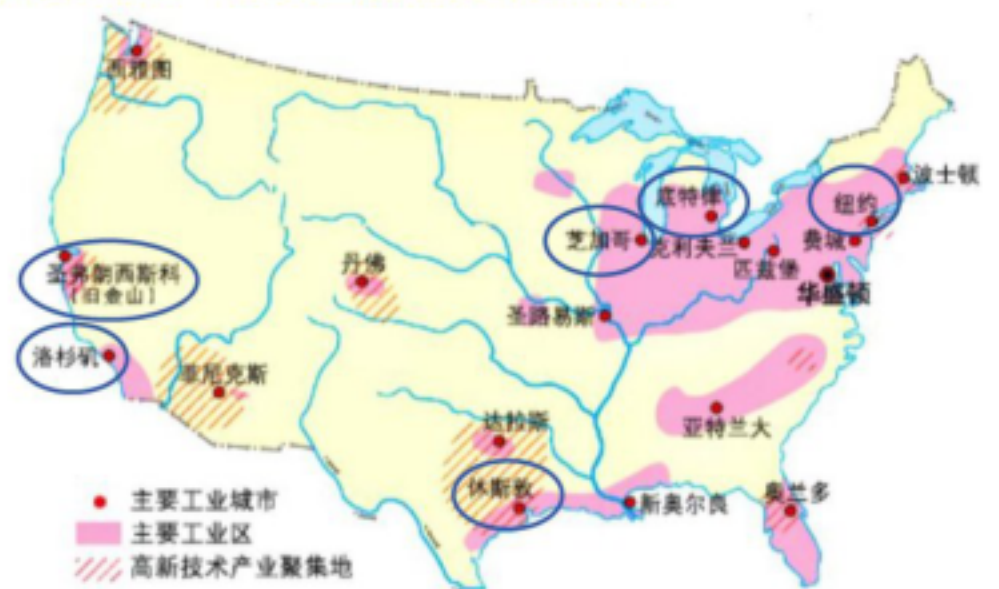 西雅图
波士顿
底特律
纽约
芝加哥
克利夫兰
费城
匹兹堡
华盛顿
圣弗朗西斯科
(旧金山)
丹佛
圣路易斯
洛杉矶
菲尼克斯
达拉斯
亚特兰大
休斯敦
斯奥尔良
奥兰多
主要工业城市
主要工业区
高新技术产业聚集地